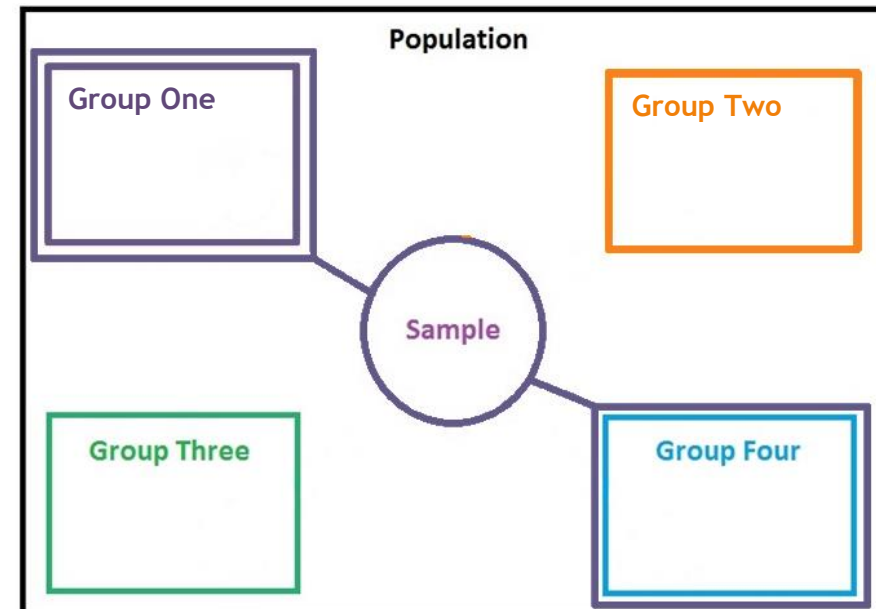 Population
Group One
Group Two
Sample
Group Three
Group Four